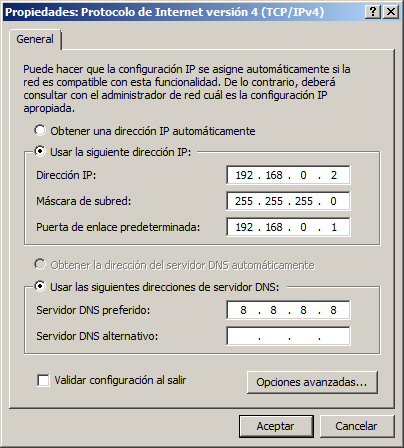 Propiedades: Protocolo de Internet versión 4 (TCP/IPv4)
General
Puede hacer que la configuración IP se asigne automáticamente si la
red es compatible con esta funcionalidad. De lo contrario, deberá
consultar con el administrador de red cuál es la configuración IP
apropiada.
Obtener una dirección IP automáticamente
Usar la siguiente dirección IP:
Dirección IP: 192 . 168 . 0 . 2
Máscara de subred: 255 . 255 . 255 . 0
Puerta de enlace predeterminada: 192 . 168 . 0 . 1
Obtener la dirección del servidor DNS automáticamente
Usar las siguientes direcciones de servidor DNS:
Servidor DNS preferido: 8 . 8 . 8 . 8
Servidor DNS alternativo: . . .
Validar configuración al salir
Opciones avanzadas...
Aceptar Cancelar